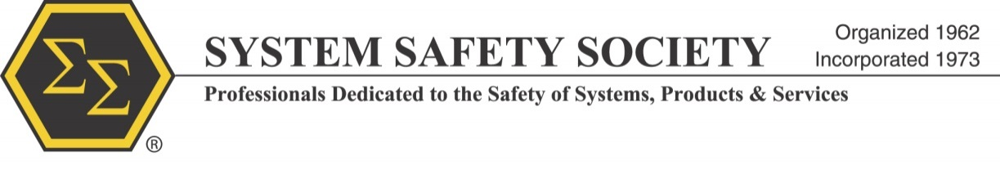 ΣΣ
®
SYSTEM SAFETY SOCIETY
Organized 1962
Incorporated 1973
Professionals Dedicated to the Safety of Systems, Products & Services